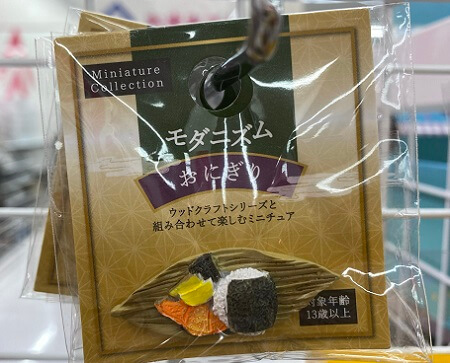 Miniature
Collection
モダニズム
おにぎり
ウッドクラフトシリーズと
組み合わせて楽しむミニチュア
対象年齢
13歳以上